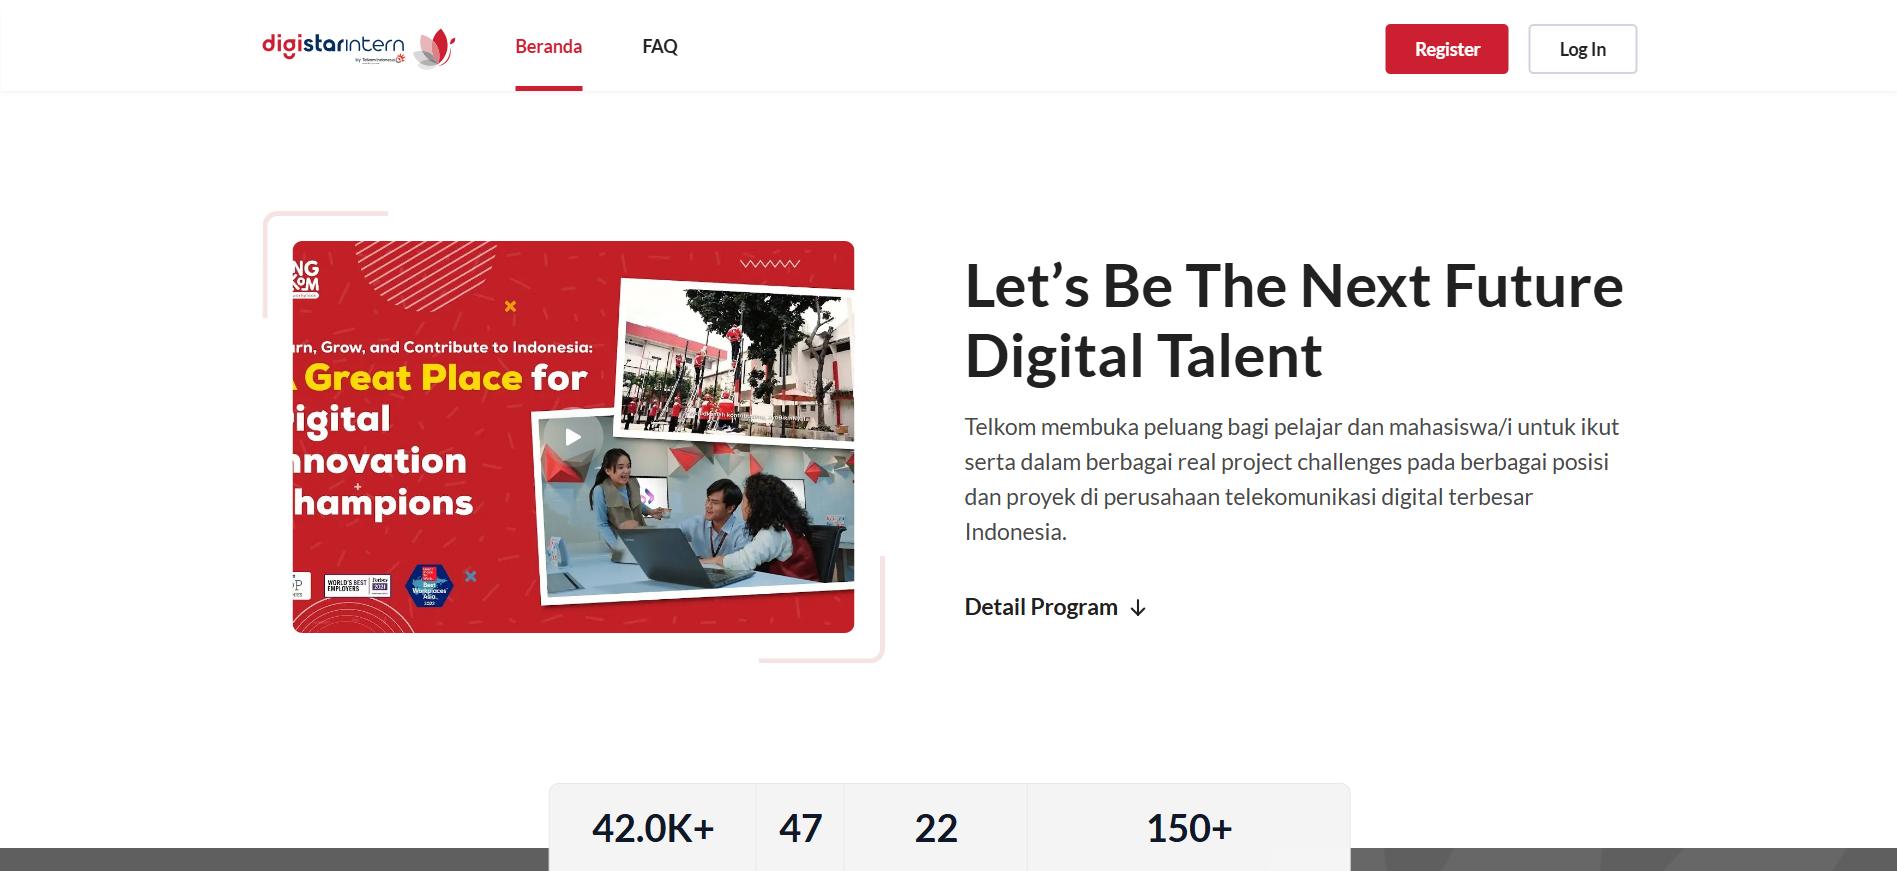 digistarintern
by Telkom Indonesia
Beranda
FAQ
Register
Log In
NG
KOM
rn, Grow, and Contribute to Indonesia:
A Great Place for
Digital
nnovation
hampions
OP
WORLD'S BEST
EMPLOYERS
Forbes
2021
Best
Workplaces
Asia
2022
Let's Be The Next Future
Digital Talent
Telkom membuka peluang bagi pelajar dan mahasiswa/i untuk ikut
serta dalam berbagai real project challenges pada berbagai posisi
dan proyek di perusahaan telekomunikasi digital terbesar
Indonesia.
Detail Program
42.0K+
47
22
150+